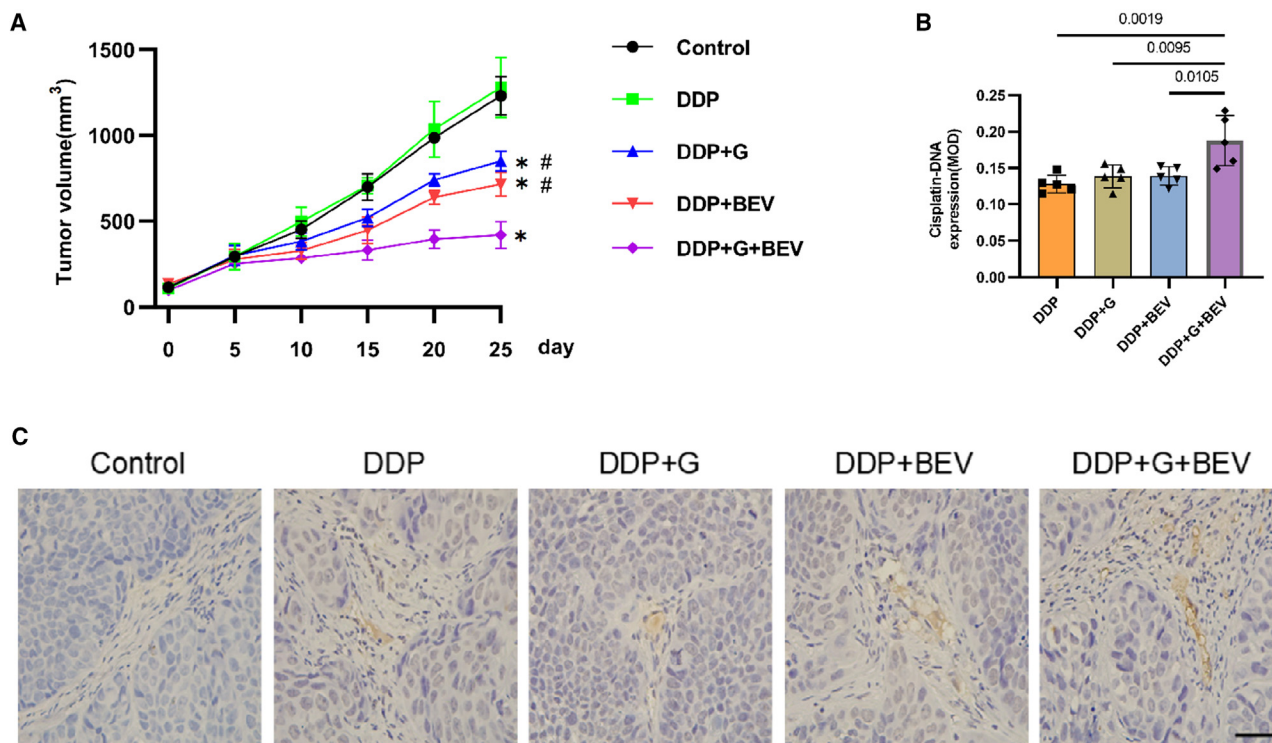 A
Tumor volume(mm³)
1500
1000
500
0
0 5 10 15 20 25 day
* #
* #
*
Control
DDP
DDP+G
DDP+BEV
DDP+G+BEV
B
0.0019
0.0095
0.0105
Cisplatin-DNA
expression(MOD)
0.25
0.20
0.15
0.10
0.05
0.00
DDP
DDP+G
DDP+BEV
DDP+G+BEV
C
Control DDP DDP+G DDP+BEV DDP+G+BEV